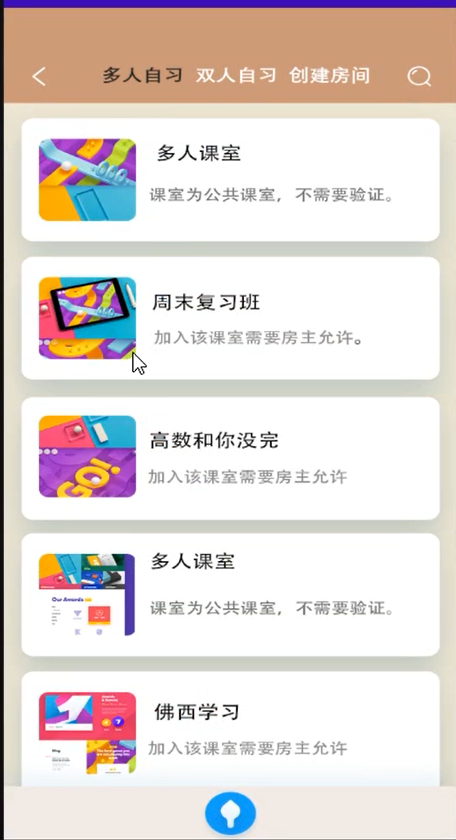 多人自习 双人自习 创建房间
多人课室
课室为公共课室，不需要验证。
周末复习班
加入该课室需要房主允许。
GO!
高数和你没完
加入该课室需要房主允许
多人课室
Our Awards
课室为公共课室，不需要验证。
佛西学习
加入该课室需要房主允许
Blog